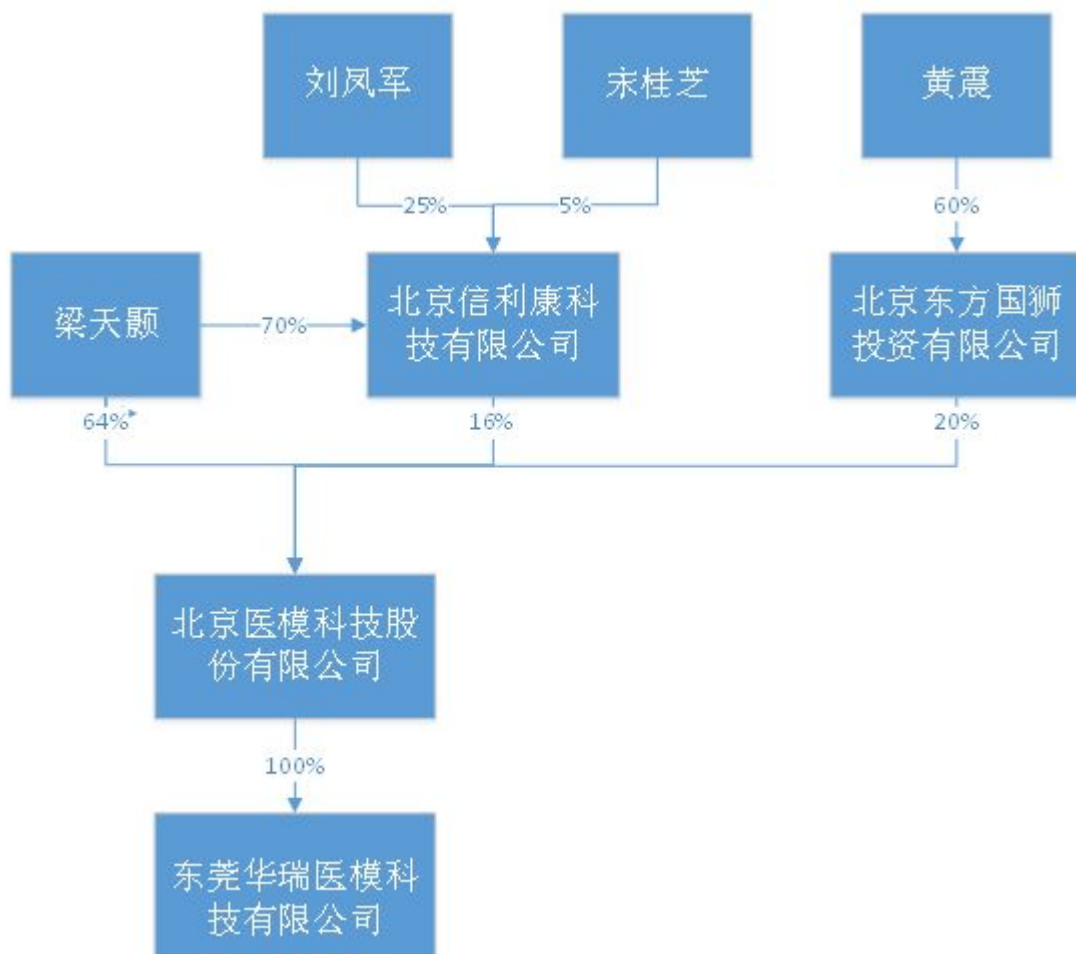 刘凤军
宋桂芝
黄震
25%
5%
60%
梁天颢
70%
北京信利康科
技有限公司
北京东方国狮
投资有限公司
64%
16%
20%
北京医模科技股
份有限公司
100%
东莞华瑞医模科
技有限公司